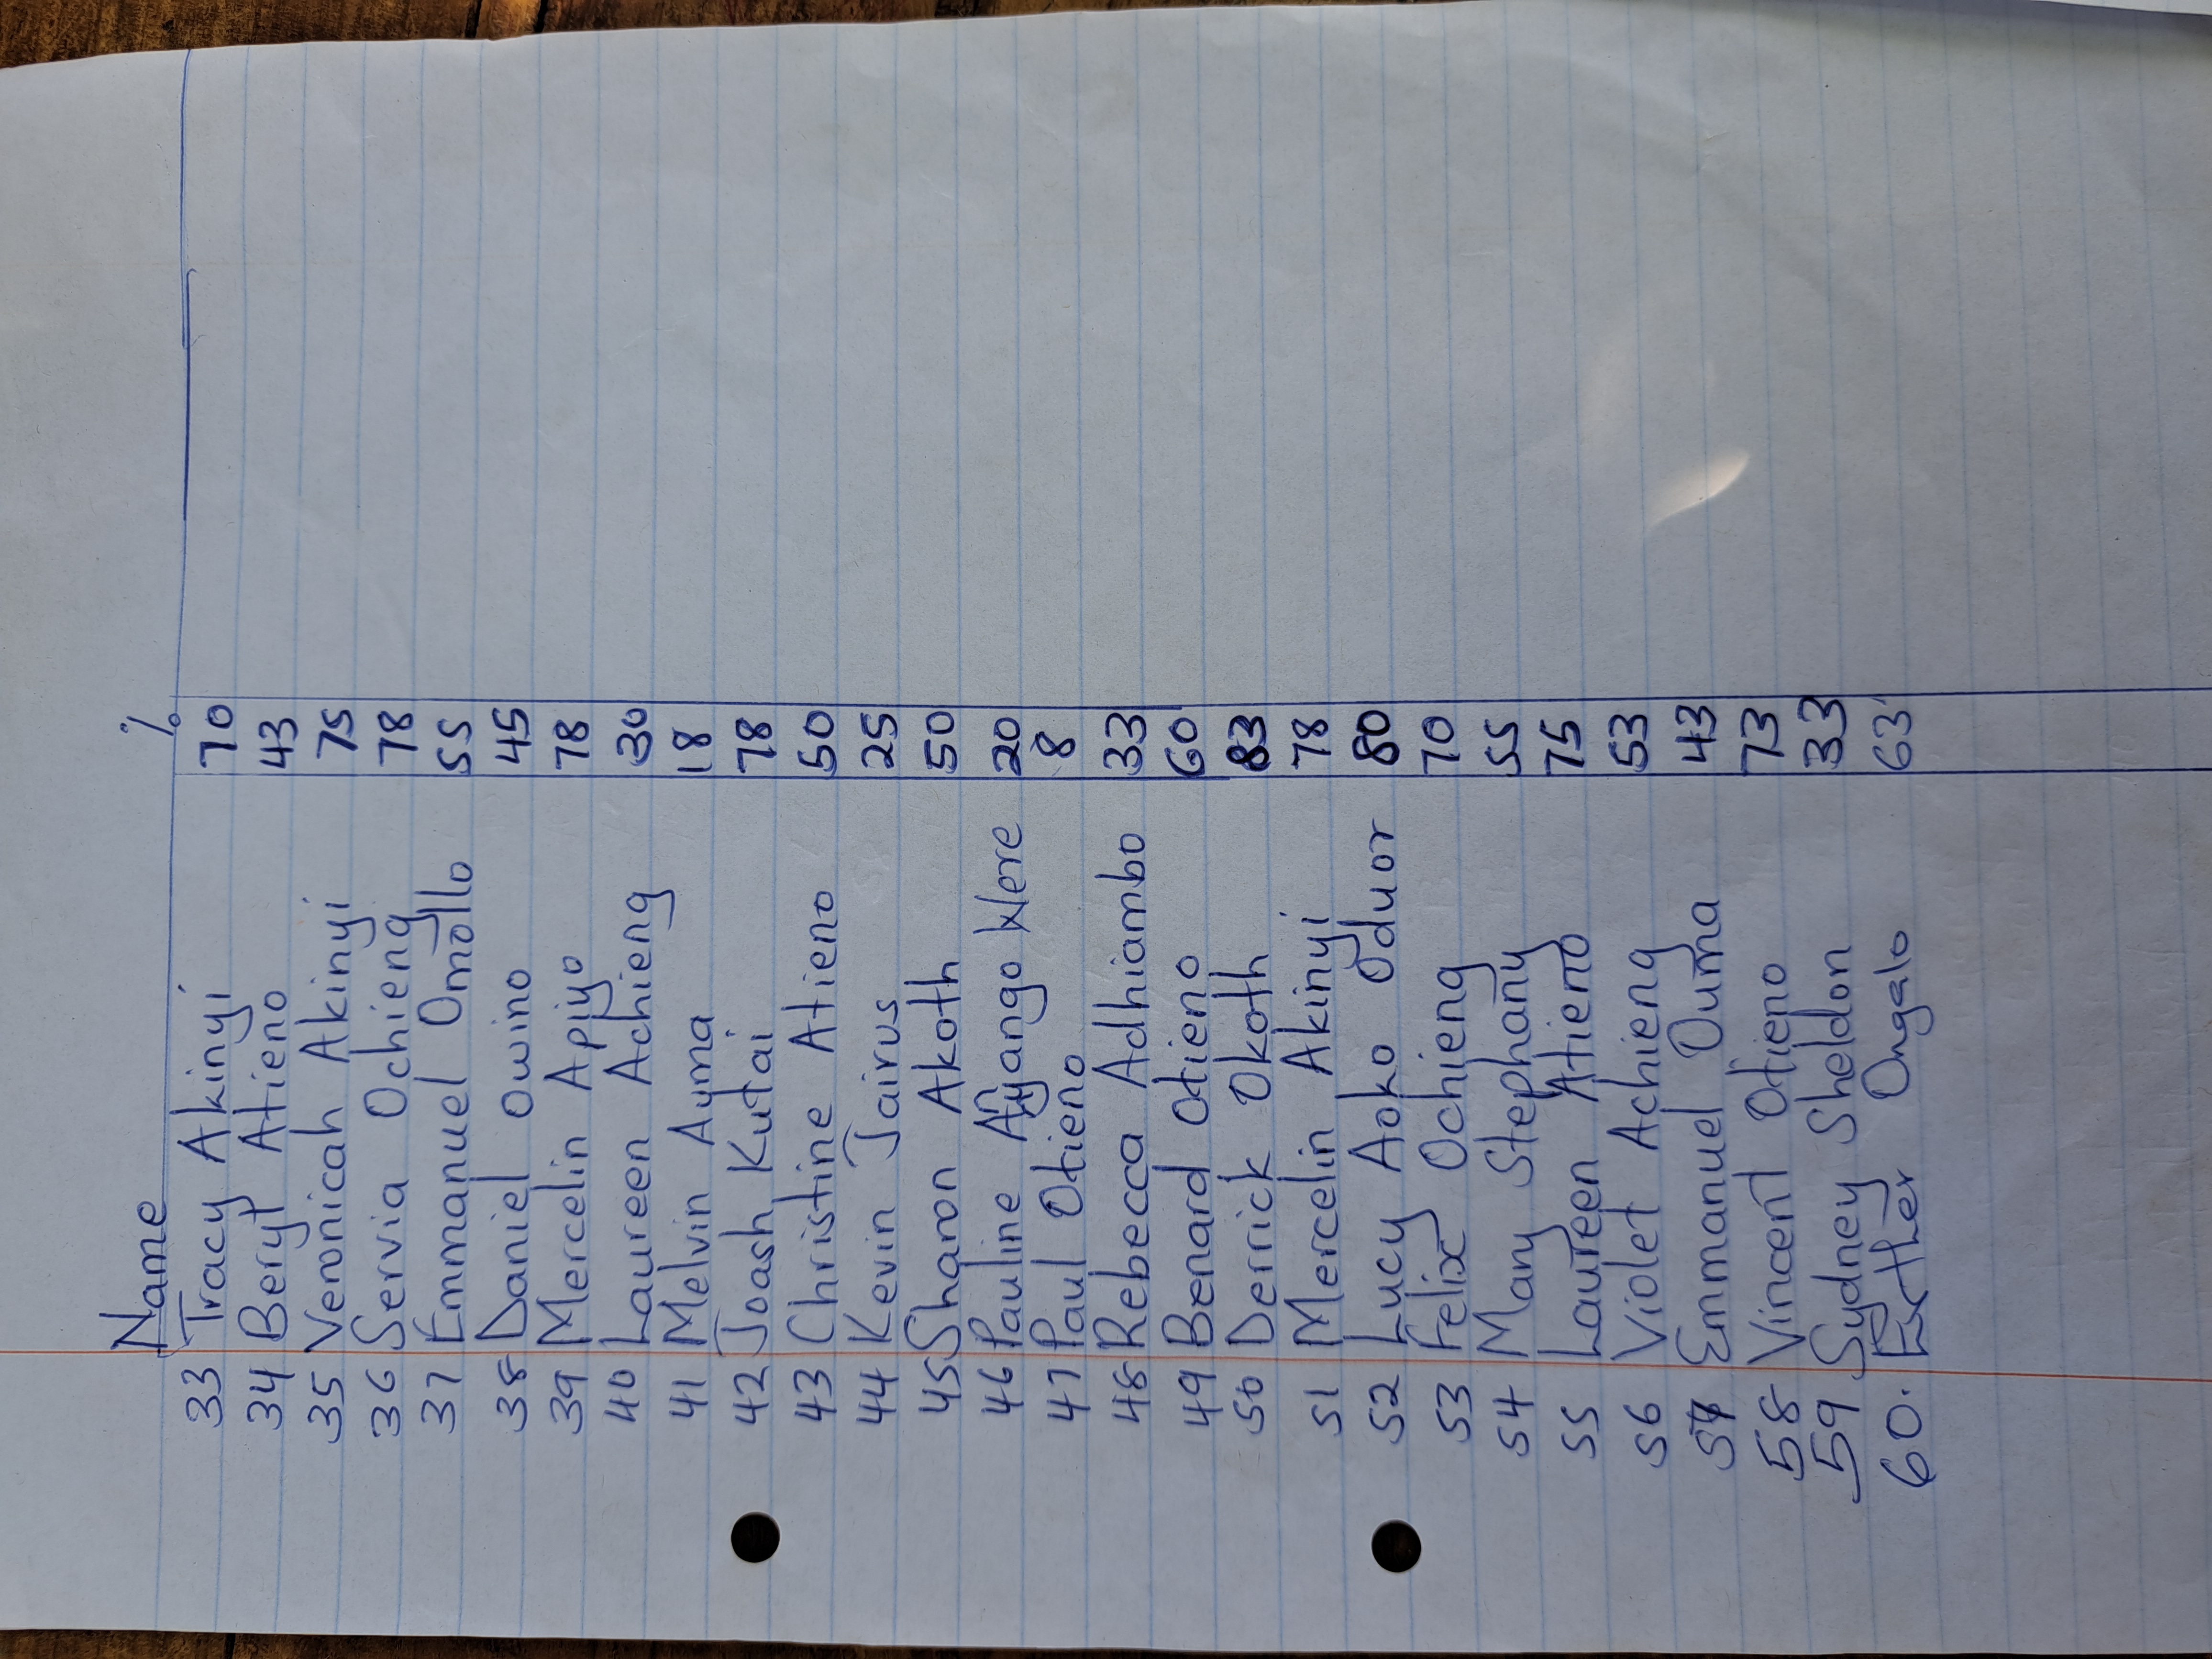 Name %
33 Tracy Akinyi 70
34 Beryl Atieno 43
35 Veronicah Akinyi 75
36 Servia Ochieng 78
37 Emmanuel Omollo 55
38 Daniel Owino 45
39 Mercelin Apiyo 78
40 Laureen Achieng 30
41 Melvin Ayma 18
42 Joash Kutai 78
43 Christine Atieno 50
44 Kevin Jairus 25
45 Sharon Akoth 50
46 Pauline Anyango Were 20
47 Paul Otieno 8
48 Rebecca Adhiambo 33
49 Benard Otieno 60
50 Derrick Okoth 83
51 Mercelin Akinyi 78
52 Lucy Aoko Oduor 80
53 Felix Ochieng 70
54 Mary Stephany 55
55 Laureen Atieno 75
56 Violet Achieng 53
57 Emmanuel Ouma 43
58 Vincent Otieno 73
59 Sydney Sheldon 33
60. Esther Ongalo 63